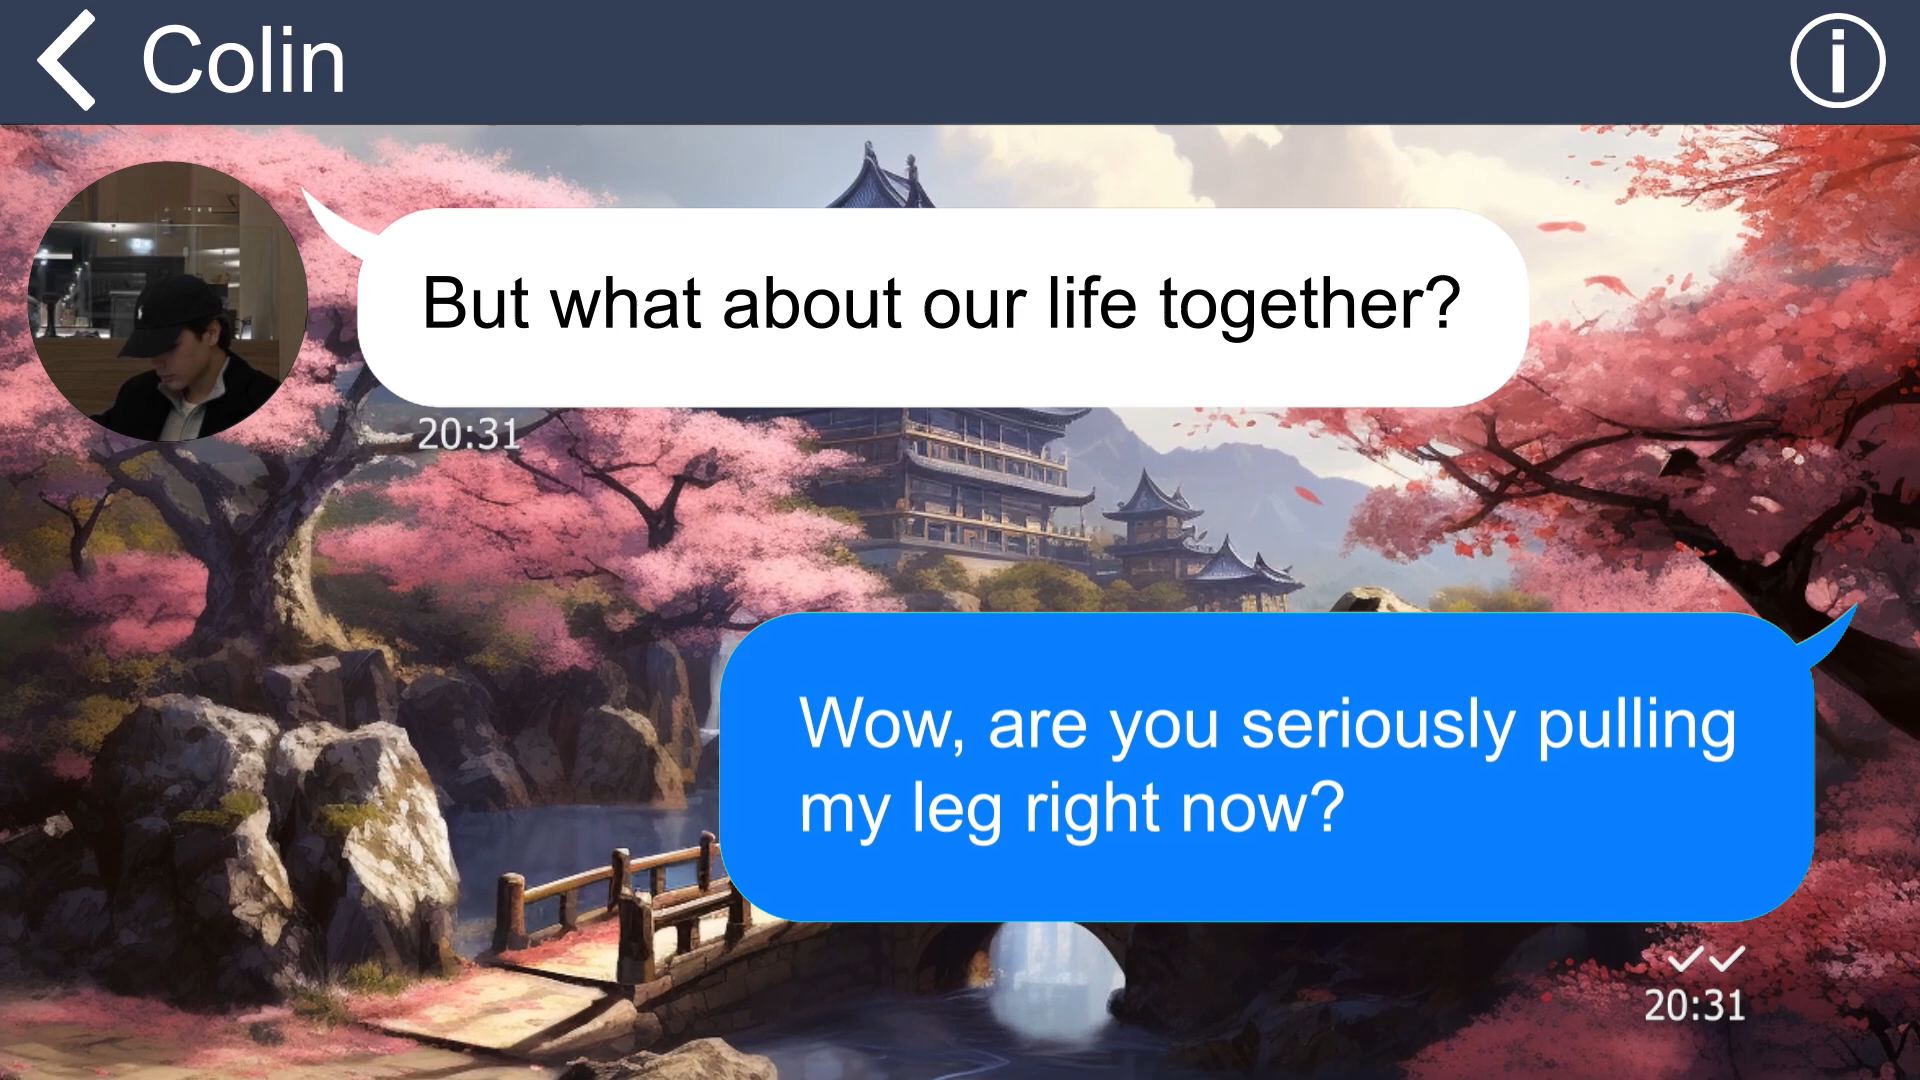 Colin
But what about our life together?
20:31
Wow, are you seriously pulling
my leg right now?
20:31